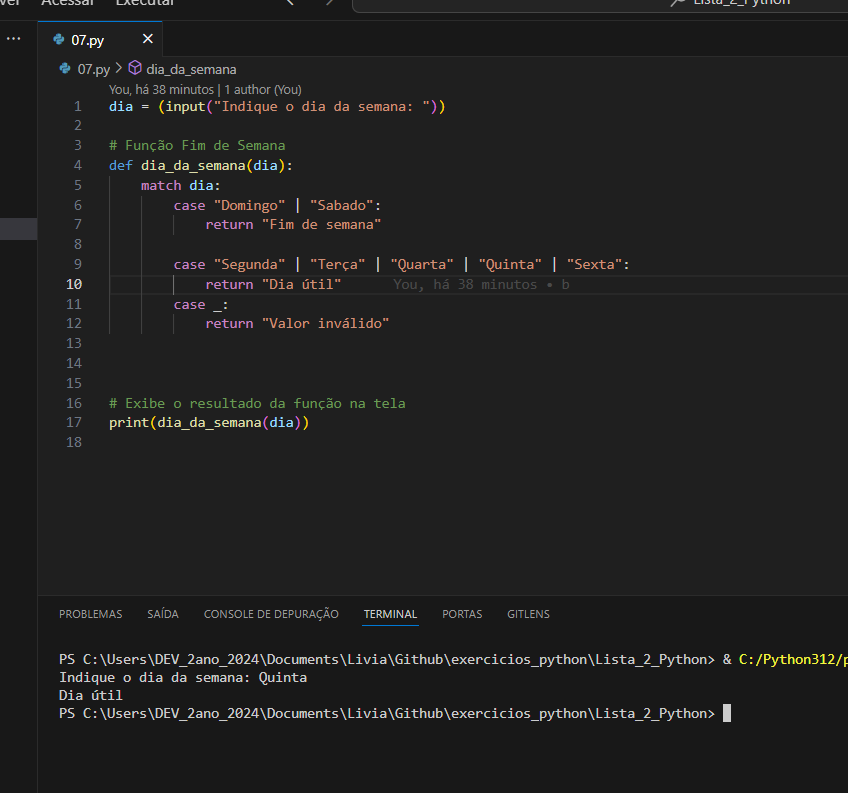 Acessar Executar Lista_2_Python
07.py
07.py > dia_da_semana
You, há 38 minutos | 1 author (You)
1 dia = (input("Indique o dia da semana: "))
2
3 # Função Fim de Semana
4 def dia_da_semana(dia):
5 match dia:
6 case "Domingo" | "Sabado":
7 return "Fim de semana"
8
9 case "Segunda" | "Terça" | "Quarta" | "Quinta" | "Sexta":
10 return "Dia útil" You, há 38 minutos • b
11 case _:
12 return "Valor inválido"
13
14
15
16 # Exibe o resultado da função na tela
17 print(dia_da_semana(dia))
18
PROBLEMAS SAÍDA CONSOLE DE DEPURAÇÃO TERMINAL PORTAS GITLENS
PS C:\Users\DEV_2ano_2024\Documents\Livia\Github\exercicios_python\Lista_2_Python> & C:/Python312/p
Indique o dia da semana: Quinta
Dia útil
PS C:\Users\DEV_2ano_2024\Documents\Livia\Github\exercicios_python\Lista_2_Python>